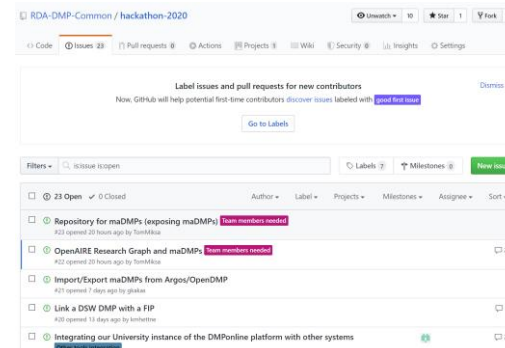 RDA-DMP-Common / hackathon-2020
Unwatch 10 Star 1 Fork
Code Issues 23 Pull requests 0 Actions Projects 1 Wiki Security 0 Insights Settings
Label issues and pull requests for new contributors Dismiss
Now, GitHub will help potential first-time contributors discover issues labeled with good first issue
Go to Labels
Filters is:issue is:open Labels 7 Milestones 0 New issu
23 Open 0 Closed Author Label Projects Milestones Assignee Sort
Repository for maDMPs (exposing maDMPs) Team members needed
#23 opened 20 hours ago by TomMiksa
OpenAIRE Research Graph and maDMPs Team members needed
#22 opened 20 hours ago by TomMiksa
Import/Export maDMPs from Argos/OpenDMP
#21 opened 7 days ago by gkakas
Link a DSW DMP with a FIP
#20 opened 13 days ago by kmhettne
Integrating our University instance of the DMPonline platform with other systems